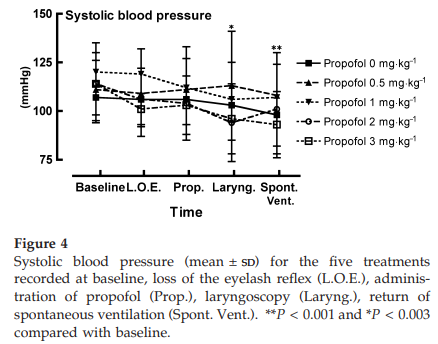 Systolic blood pressure
150
125
100
75
(mmHg)
*
**
Propofol 0 mg·kg⁻¹
Propofol 0.5 mg·kg⁻¹
Propofol 1 mg·kg⁻¹
Propofol 2 mg·kg⁻¹
Propofol 3 mg·kg⁻¹
Baseline L.O.E. Prop. Laryng. Spont.
Vent.
Time
Figure 4
Systolic blood pressure (mean ± SD) for the five treatments
recorded at baseline, loss of the eyelash reflex (L.O.E.), adminis-
tration of propofol (Prop.), laryngoscopy (Laryng.), return of
spontaneous ventilation (Spont. Vent.). **P < 0.001 and *P < 0.003
compared with baseline.